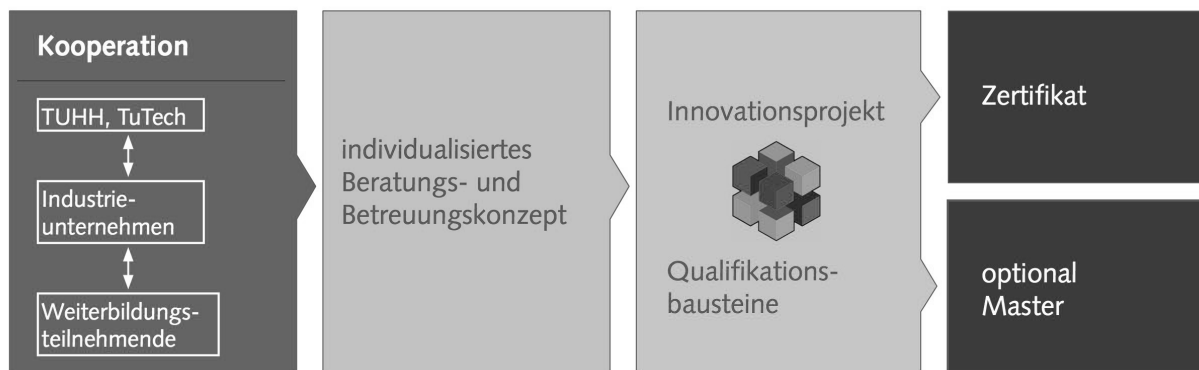 Kooperation
TUHH, TuTech
Industrie-
unternehmen
Weiterbildungs-
teilnehmende
individualisiertes
Beratungs- und
Betreuungskonzept
Innovationsprojekt
Qualifikations-
bausteine
Zertifikat
optional
Master